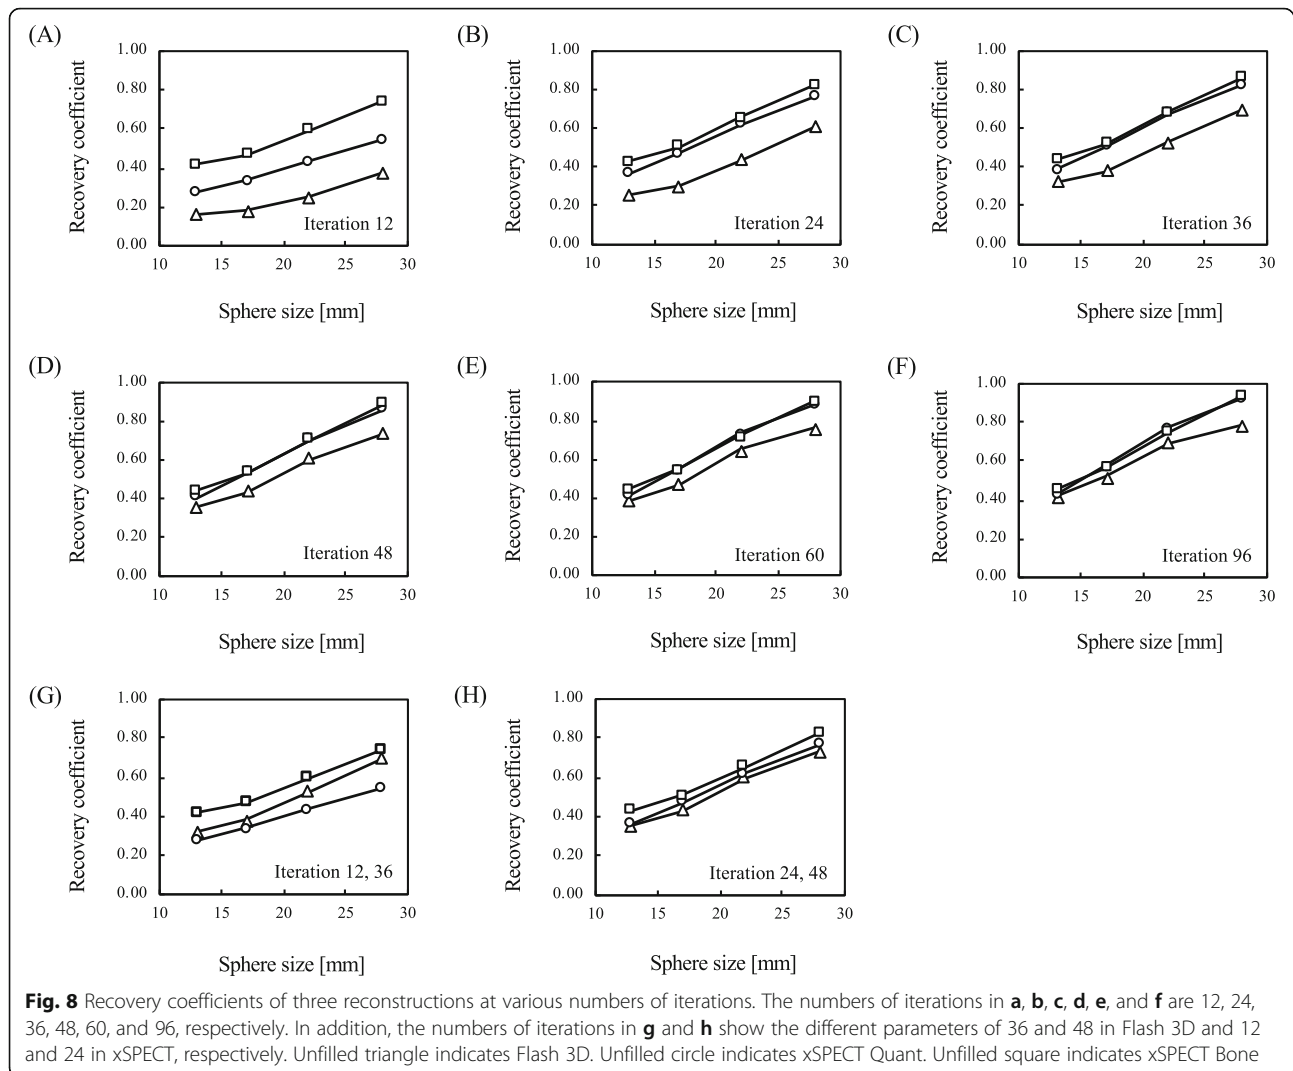 (A)
1.00
0.80
0.60
0.40
0.20
0.00
Recovery coefficient
Iteration 12
10 15 20 25 30
Sphere size [mm]
(B)
1.00
0.80
0.60
0.40
0.20
0.00
Recovery coefficient
Iteration 24
10 15 20 25 30
Sphere size [mm]
(C)
1.00
0.80
0.60
0.40
0.20
0.00
Recovery coefficient
Iteration 36
10 15 20 25 30
Sphere size [mm]
(D)
1.00
0.80
0.60
0.40
0.20
0.00
Recovery coefficient
Iteration 48
10 15 20 25 30
Sphere size [mm]
(E)
1.00
0.80
0.60
0.40
0.20
0.00
Recovery coefficient
Iteration 60
10 15 20 25 30
Sphere size [mm]
(F)
1.00
0.80
0.60
0.40
0.20
0.00
Recovery coefficient
Iteration 96
10 15 20 25 30
Sphere size [mm]
(G)
1.00
0.80
0.60
0.40
0.20
0.00
Recovery coefficient
Iteration 12, 36
10 15 20 25 30
Sphere size [mm]
(H)
1.00
0.80
0.60
0.40
0.20
0.00
Recovery coefficient
Iteration 24, 48
10 15 20 25 30
Sphere size [mm]
Fig. 8 Recovery coefficients of three reconstructions at various numbers of iterations. The numbers of iterations in a, b, c, d, e, and f are 12, 24,
36, 48, 60, and 96, respectively. In addition, the numbers of iterations in g and h show the different parameters of 36 and 48 in Flash 3D and 12
and 24 in xSPECT, respectively. Unfilled triangle indicates Flash 3D. Unfilled circle indicates xSPECT Quant. Unfilled square indicates xSPECT Bone